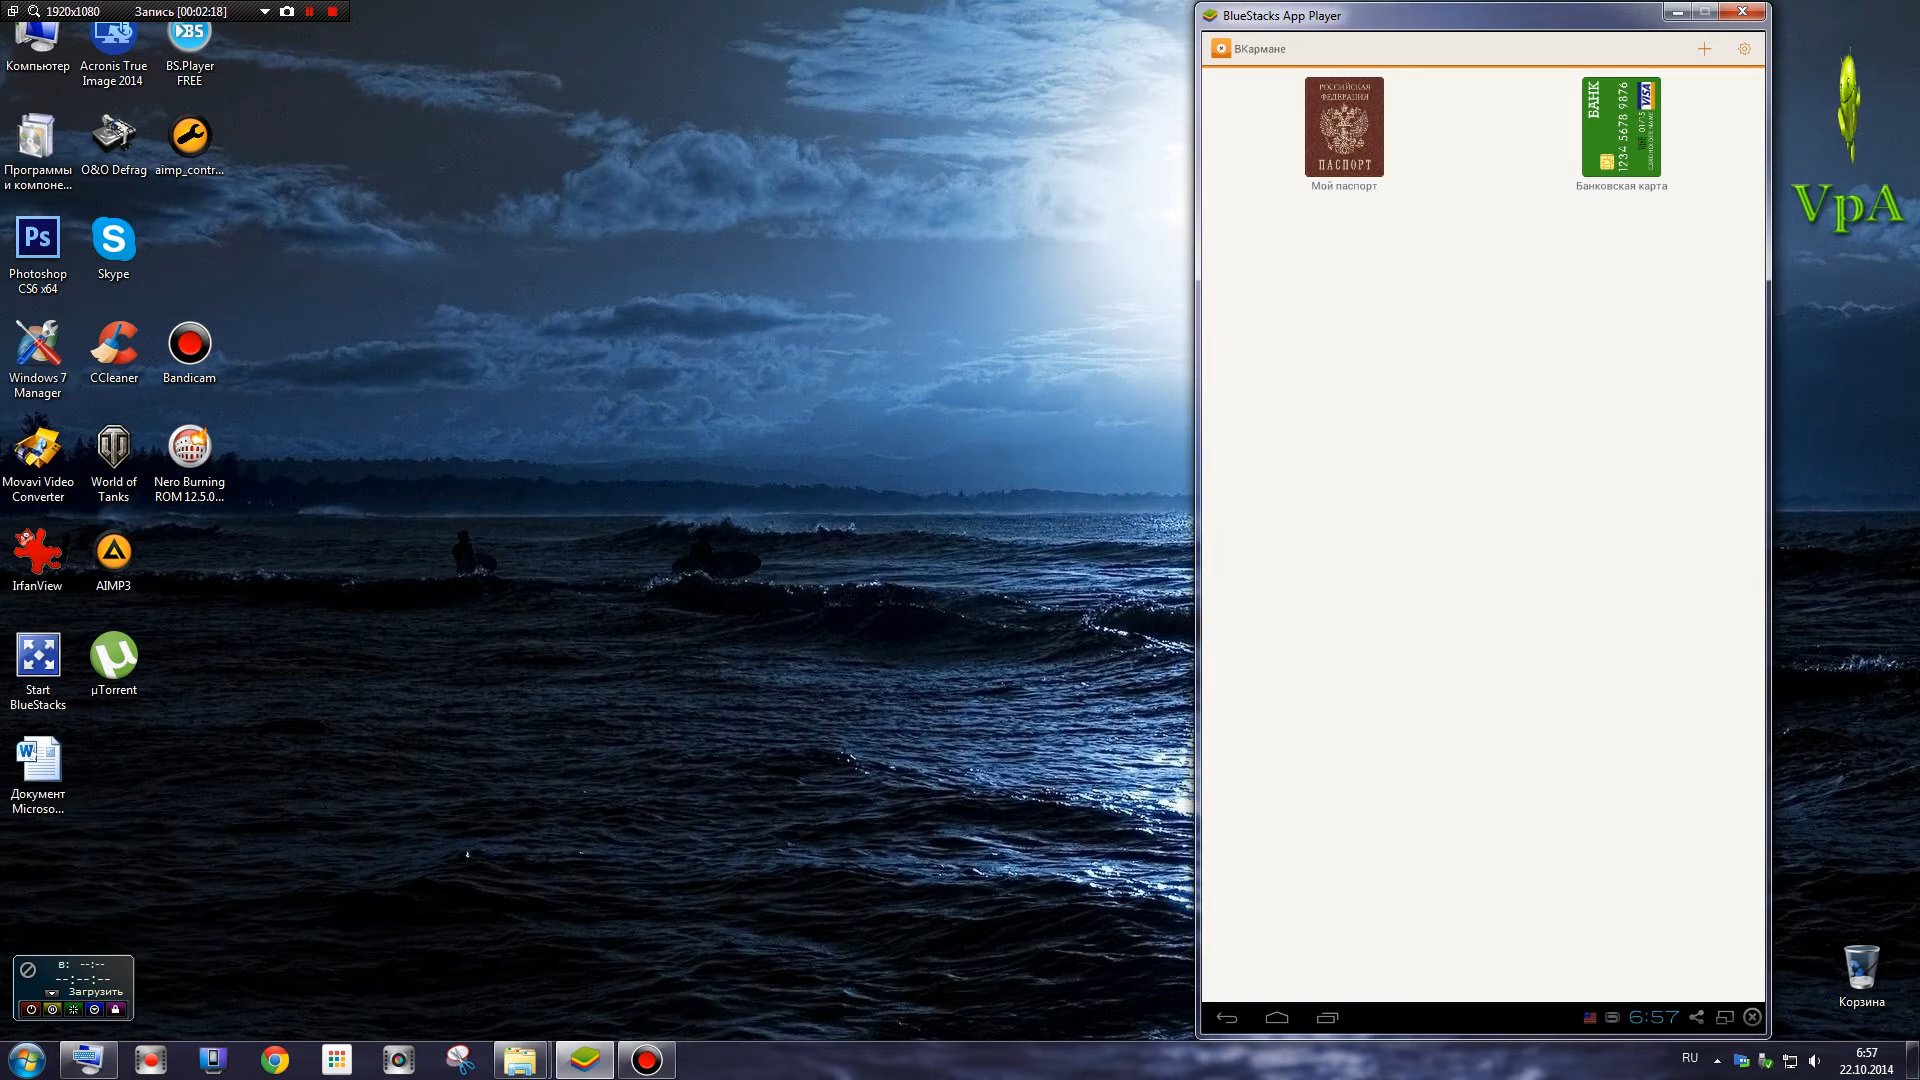 1920x1080 Запись [00:02:18]
Компьютер
Acronis True
Image 2014
BS.Player
FREE
Программы
и компоне...
O&O Defrag
aimp_contr...
Ps
Photoshop
CS6 x64
Skype
Windows 7
Manager
CCleaner
Bandicam
Movavi Video
Converter
World of
Tanks
Nero Burning
ROM 12.5.0...
IrfanView
AIMP3
Start
BlueStacks
µTorrent
Документ
Microso...
в: --:--
--:--:--
Загрузить
BlueStacks App Player
ВКармане
РОССИЙСКАЯ
ФЕДЕРАЦИЯ
ПАСПОРТ
Мой паспорт
БАНК
1234 5678 9876
VISA
01/15
Банковская карта
6:57
VpA
Корзина
RU
6:57
22.10.2014